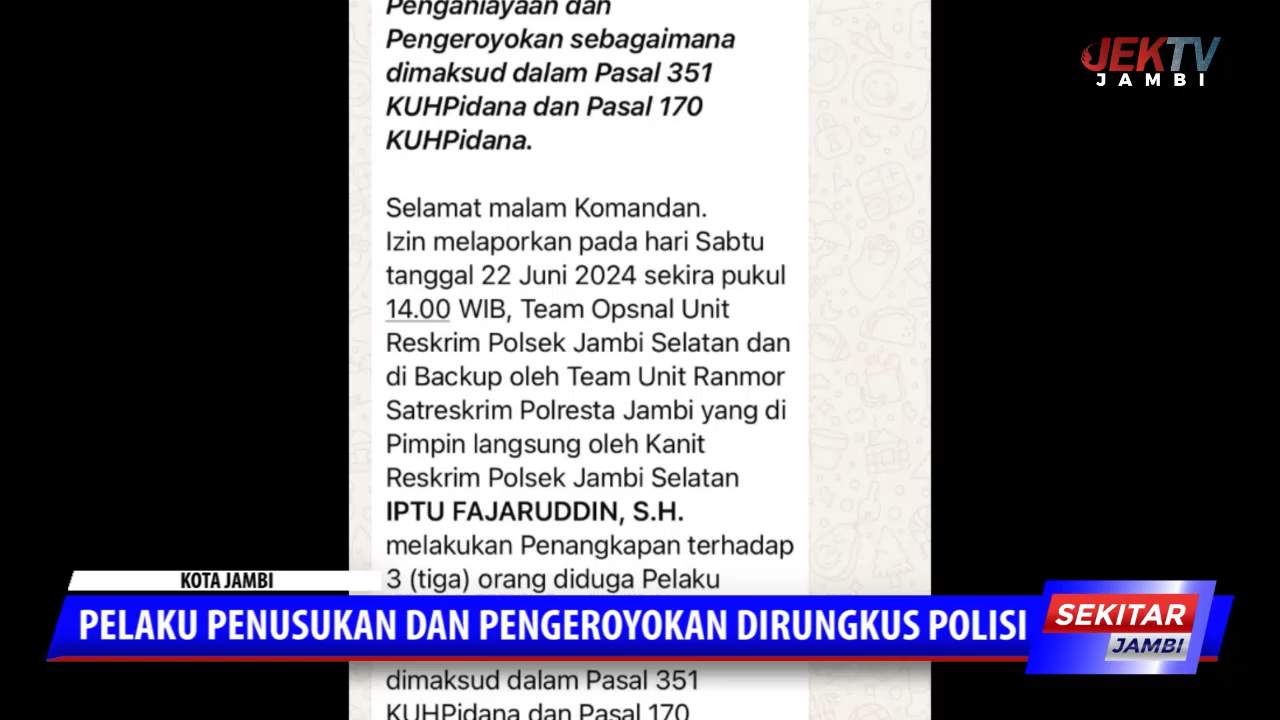 Penganiayaan dan
Pengeroyokan sebagaimana
dimaksud dalam Pasal 351
KUHPidana dan Pasal 170
KUHPidana.
Selamat malam Komandan.
Izin melaporkan pada hari Sabtu
tanggal 22 Juni 2024 sekira pukul
14.00 WIB, Team Opsnal Unit
Reskrim Polsek Jambi Selatan dan
di Backup oleh Team Unit Ranmor
Satreskrim Polresta Jambi yang di
Pimpin langsung oleh Kanit
Reskrim Polsek Jambi Selatan
IPTU FAJARUDDIN, S.H.
melakukan Penangkapan terhadap
3 (tiga) orang diduga Pelaku
dimaksud dalam Pasal 351
KUHPidana dan Pasal 170
JEKTV
JAMBI
KOTA JAMBI
PELAKU PENUSUKAN DAN PENGEROYOKAN DIRUNGKUS POLISI
SEKITAR
JAMBI